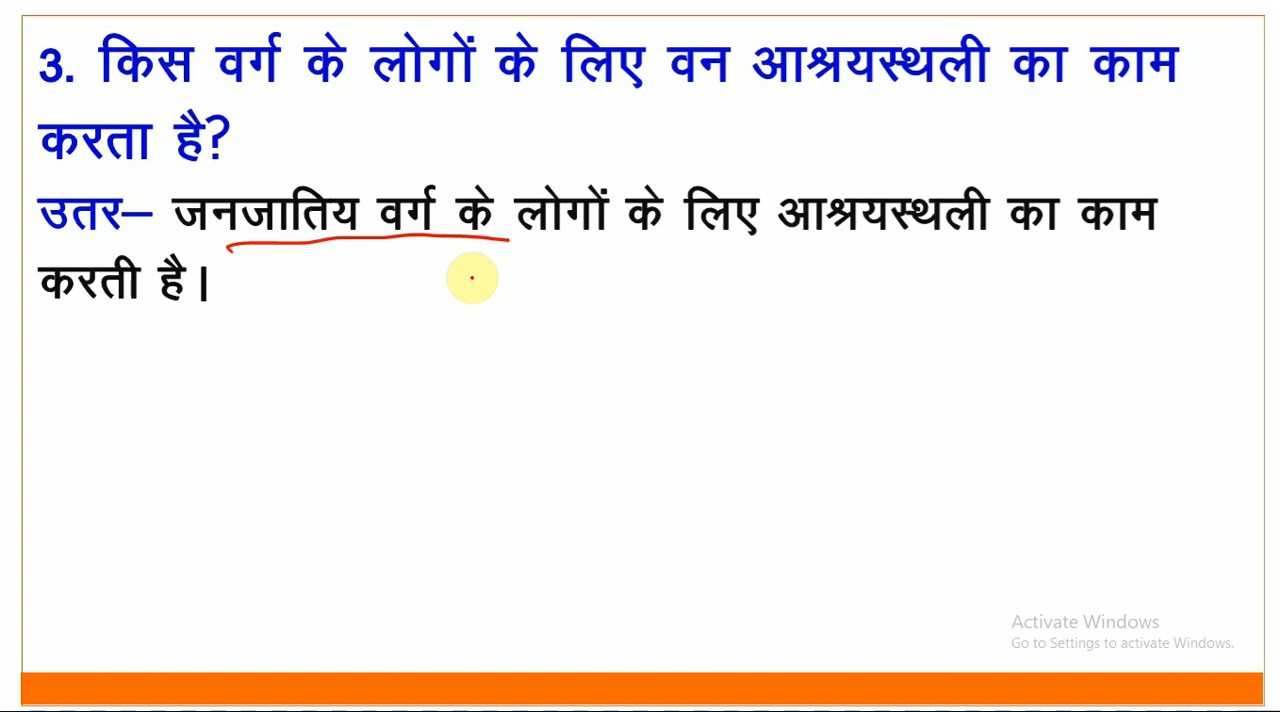 3. किस वर्ग के लोगों के लिए वन आश्रयस्थली का काम
करता है?
उतर– जनजातिय वर्ग के लोगों के लिए आश्रयस्थली का काम
करती है।
Activate Windows
Go to Settings to activate Windows.